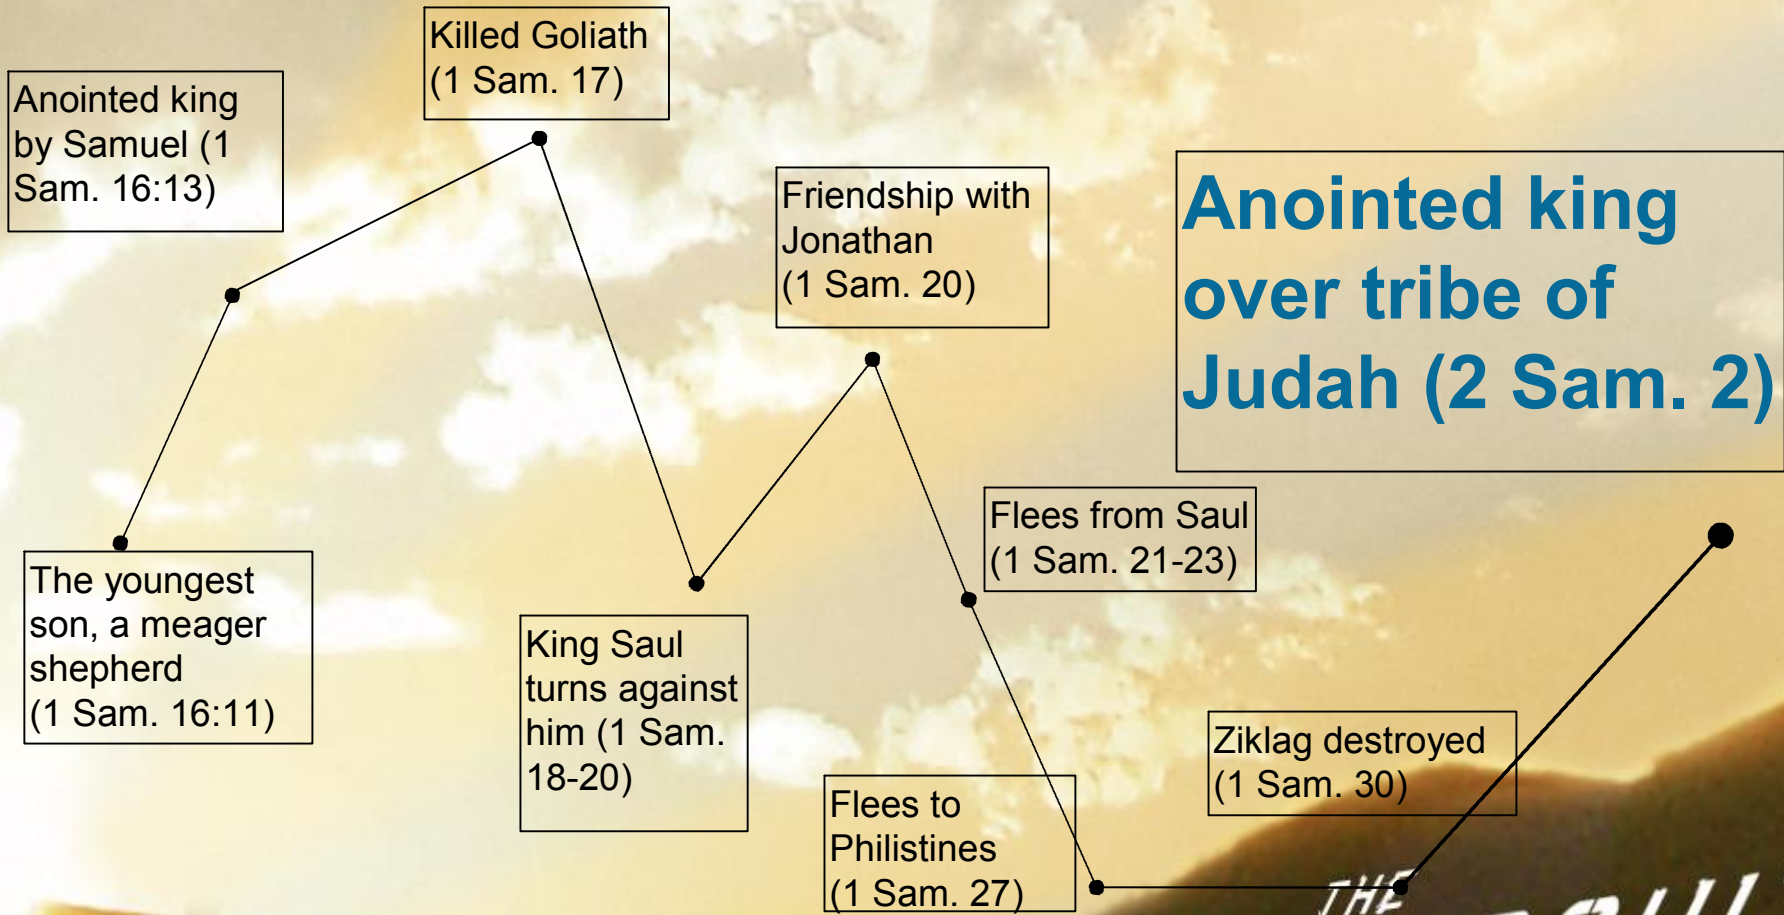 Killed Goliath
(1 Sam. 17)
Anointed king
by Samuel (1
Sam. 16:13)
Friendship with
Jonathan
(1 Sam. 20)
Anointed king
over tribe of
Judah (2 Sam. 2)
Flees from Saul
(1 Sam. 21-23)
The youngest
son, a meager
shepherd
(1 Sam. 16:11)
King Saul
turns against
him (1 Sam.
18-20)
Ziklag destroyed
(1 Sam. 30)
Flees to
Philistines
(1 Sam. 27)
THE